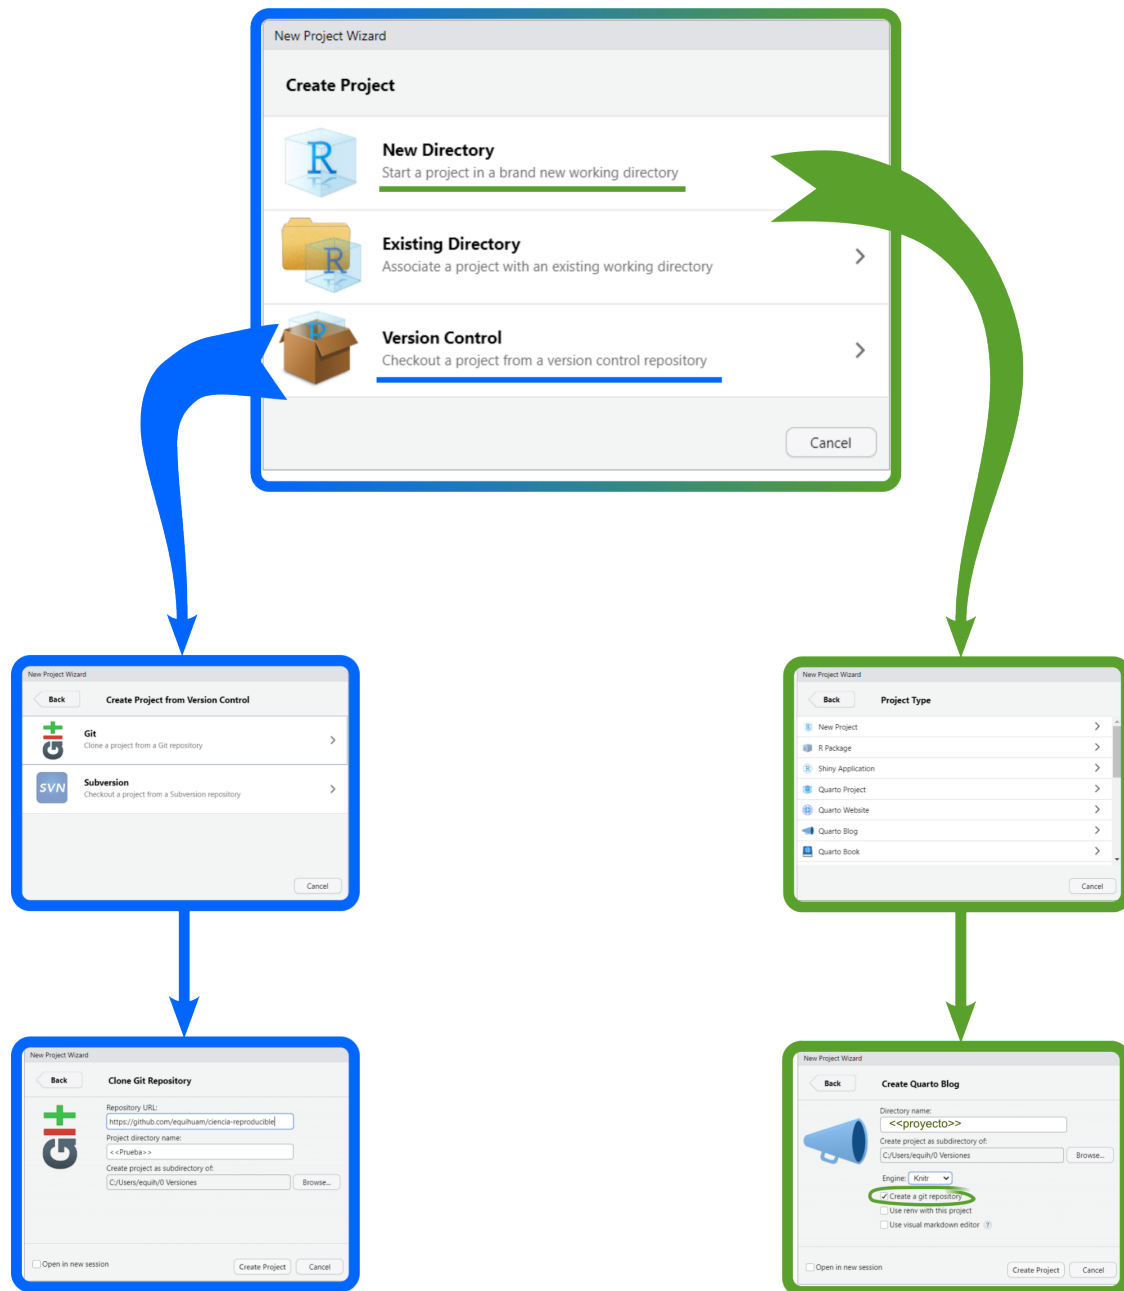 New Project Wizard
Create Project
R
New Directory
Start a project in a brand new working directory
R
Existing Directory
Associate a project with an existing working directory
R
Version Control
Checkout a project from a version control repository
Cancel
New Project Wizard
Back
Create Project from Version Control
Git
Git
Clone a project from a Git repository
SVN
Subversion
Checkout a project from a Subversion repository
Cancel
New Project Wizard
Back
Project Type
New Project
R Package
Shiny Application
Quarto Project
Quarto Website
Quarto Blog
Quarto Book
Cancel
New Project Wizard
Back
Clone Git Repository
Git
Repository URL:
https://github.com/equihuam/ciencia-reproducible
Project directory name:
<<Prueba>>
Create project as subdirectory of:
C:/Users/equih/0 Versiones
Browse...
Open in new session
Create Project
Cancel
New Project Wizard
Back
Create Quarto Blog
Directory name:
<<proyecto>>
Create project as subdirectory of:
C:/Users/equih/0 Versiones
Browse...
Engine: Knitr
Create a git repository
Use renv with this project
Use visual markdown editor ?
Open in new session
Create Project
Cancel